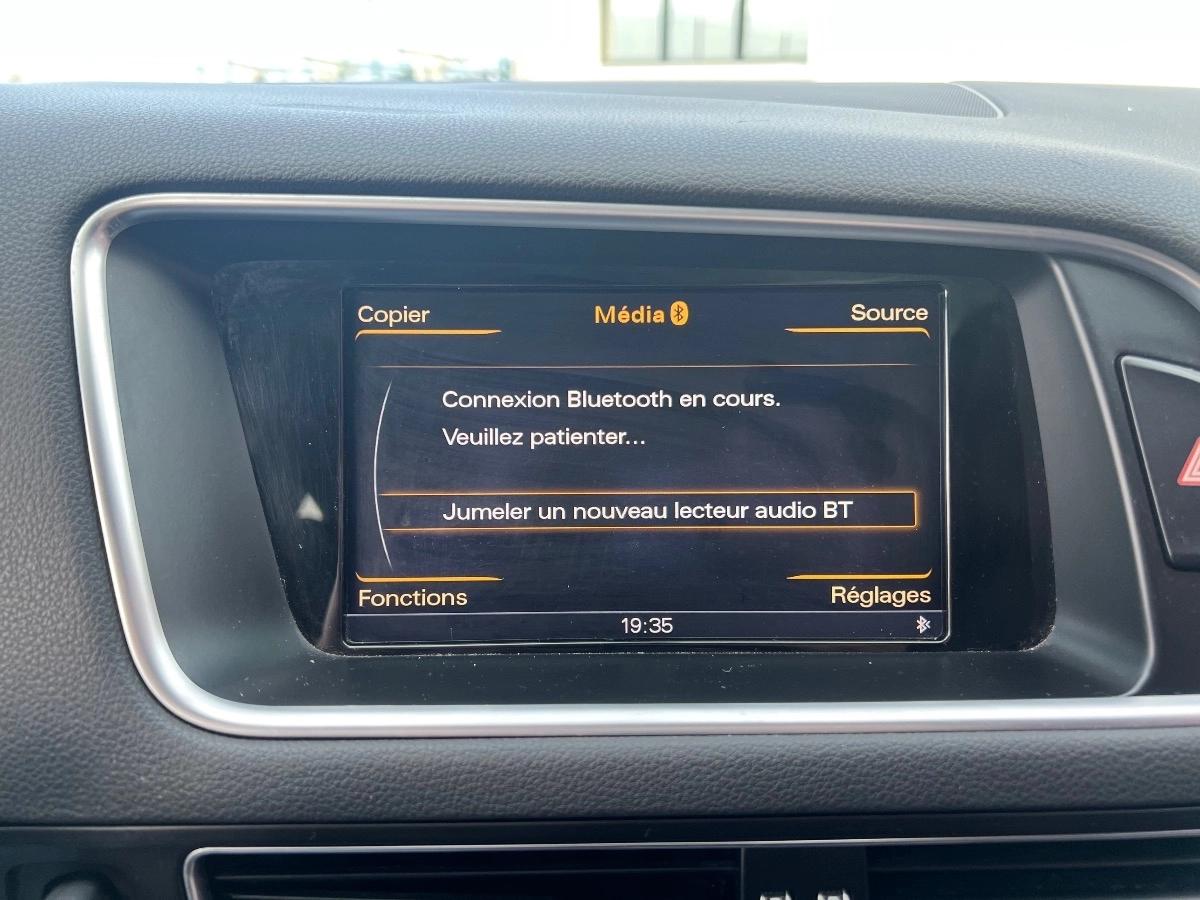 Copier
Média
Source
Connexion Bluetooth en cours.
Veuillez patienter...
Jumeler un nouveau lecteur audio BT
Fonctions
Réglages
19:35